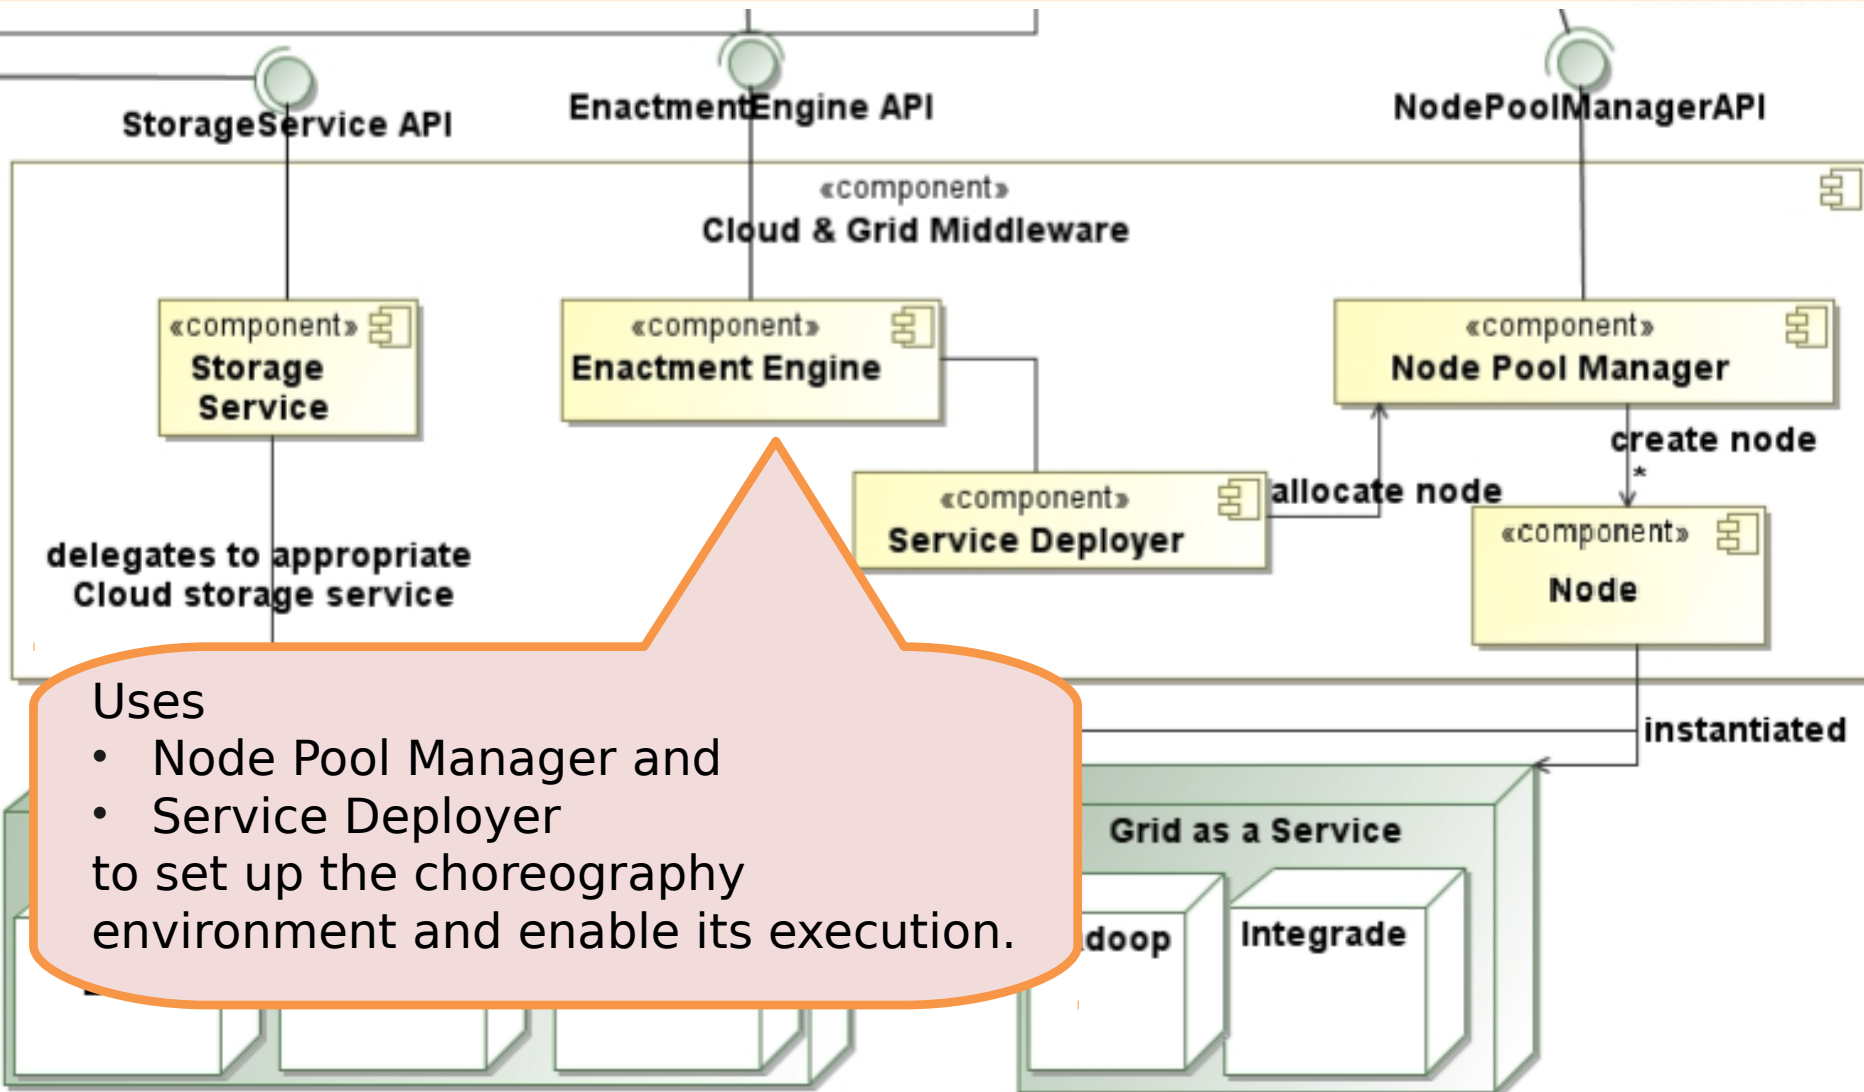 StorageService API
EnactmentEngine API
NodePoolManagerAPI
«component»
Cloud & Grid Middleware
«component»
Storage
Service
«component»
Enactment Engine
«component»
Node Pool Manager
create node
*
«component»
Service Deployer
allocate node
«component»
Node
delegates to appropriate
Cloud storage service
instantiated
Uses
• Node Pool Manager and
• Service Deployer
to set up the choreography
environment and enable its execution.
Grid as a Service
doop
Integrade